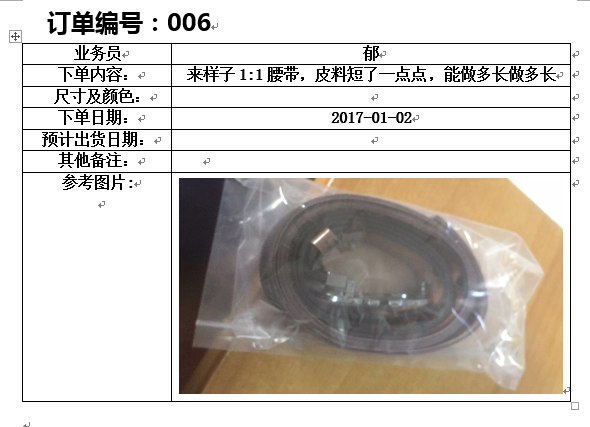 订单编号：006
业务员 郁
下单内容： 来样子1:1腰带，皮料短了一点点，能做多长做多长
尺寸及颜色：
下单日期： 2017-01-02
预计出货日期：
其他备注：
参考图片: